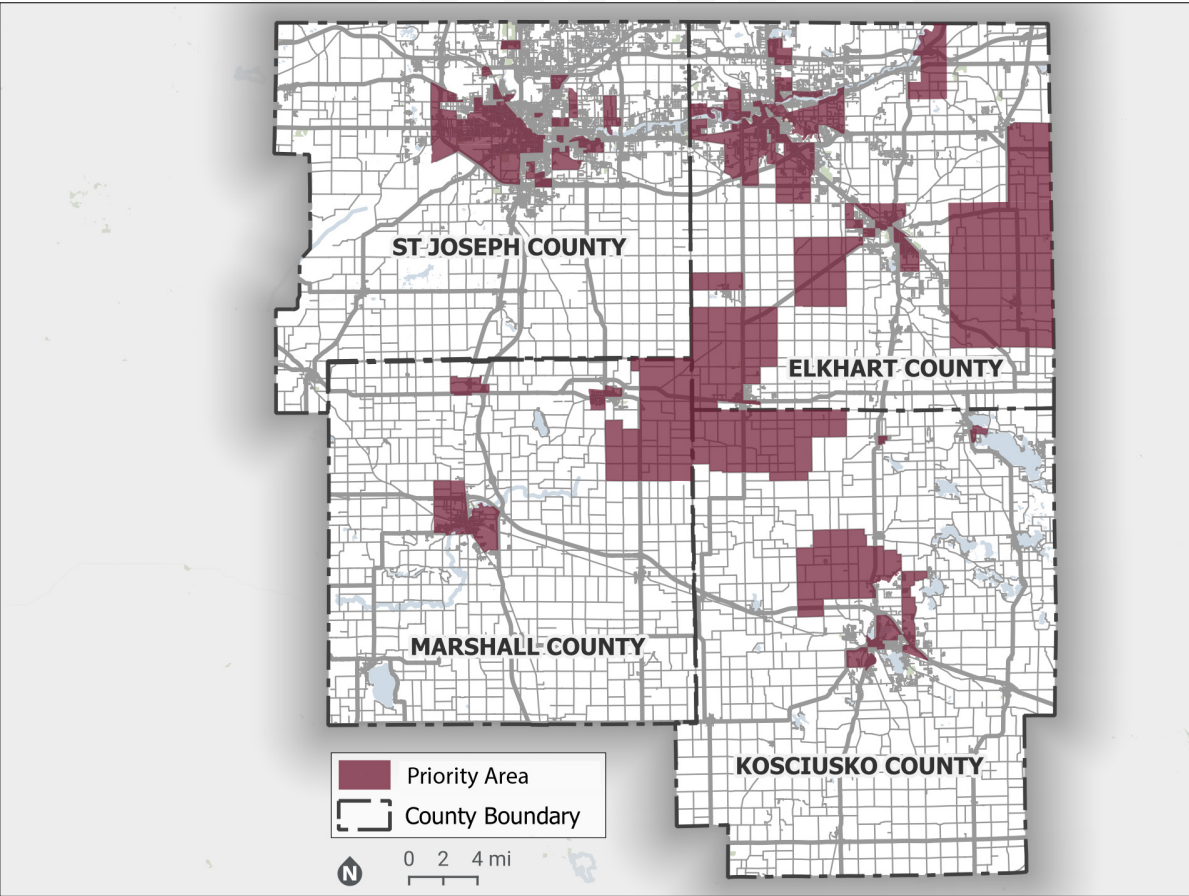 ST JOSEPH COUNTY
ELKHART COUNTY
MARSHALL COUNTY
KOSCIUSKO COUNTY
Priority Area
County Boundary
N
0 2 4 mi